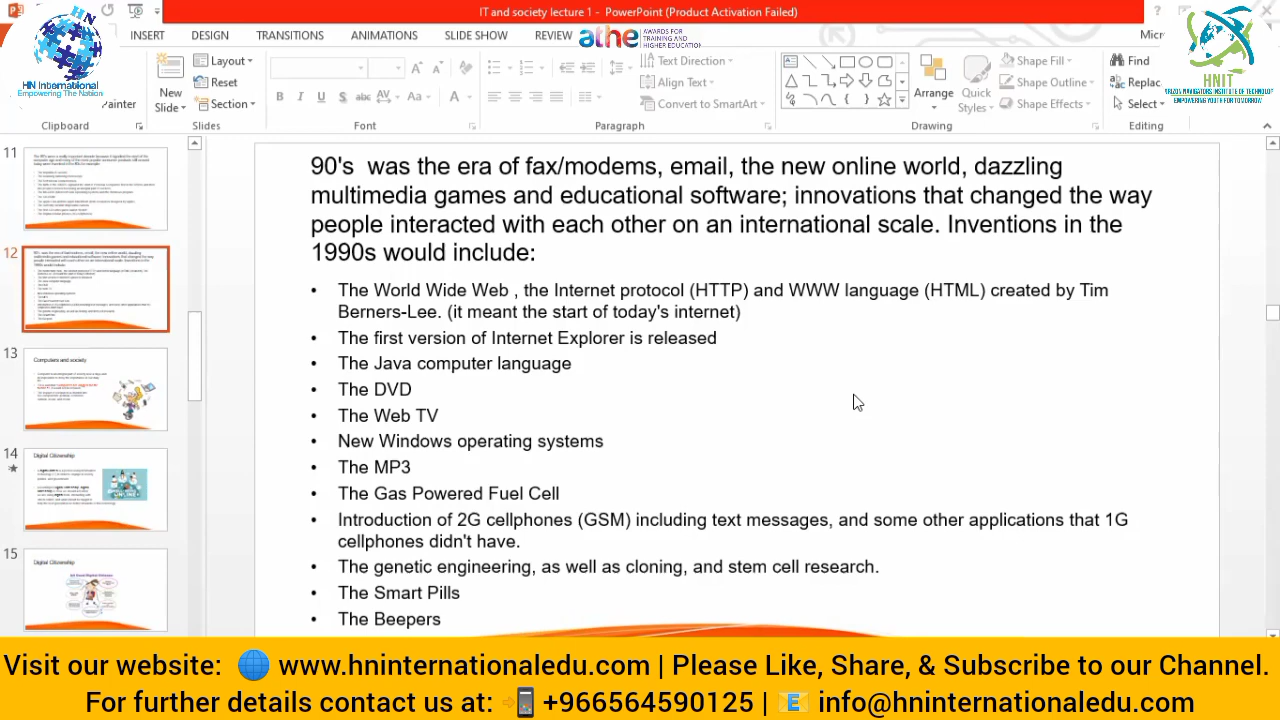 IT and society lecture 1 - PowerPoint (Product Activation Failed)
?
INSERT DESIGN TRANSITIONS ANIMATIONS SLIDE SHOW REVIEW
athe AWARDS FOR TRAINING AND HIGHER EDUCATION
Micr
HN
HN International
Empowering The Nation
HNIT
EMPOWERING YOUTH FOR TOMORROW
Painter
New Slide
Layout
Reset
Section
B I U S abc AV Aa A
Text Direction
Align Text
Convert to SmartArt
Arrange
Quick Styles
Shape Fill
Shape Outline
Shape Effects
Find
Replac
Select
Clipboard Slides Font Paragraph Drawing Editing
11
12
13
Computers and society
14
Digital Citizenship
15
Digital Citizenship
90's was the era of fax/modems, email, the new online world, dazzling
multimedia games and educational software; innovations that changed the way
people interacted with each other on an international scale. Inventions in the
1990s would include:
• The World Wide Web , the Internet protocol (HTTP) and WWW language (HTML) created by Tim
Berners-Lee. (it meant the start of today's internet)
• The first version of Internet Explorer is released
• The Java computer language
• The DVD
• The Web TV
• New Windows operating systems
• The MP3
• The Gas Powered Fuel Cell
• Introduction of 2G cellphones (GSM) including text messages, and some other applications that 1G
cellphones didn't have.
• The genetic engineering, as well as cloning, and stem cell research.
• The Smart Pills
• The Beepers
Visit our website: 🌐 www.hninternationaledu.com | Please Like, Share, & Subscribe to our Channel.
For further details contact us at: 📲 +966564590125 | 📧 info@hninternationaledu.com